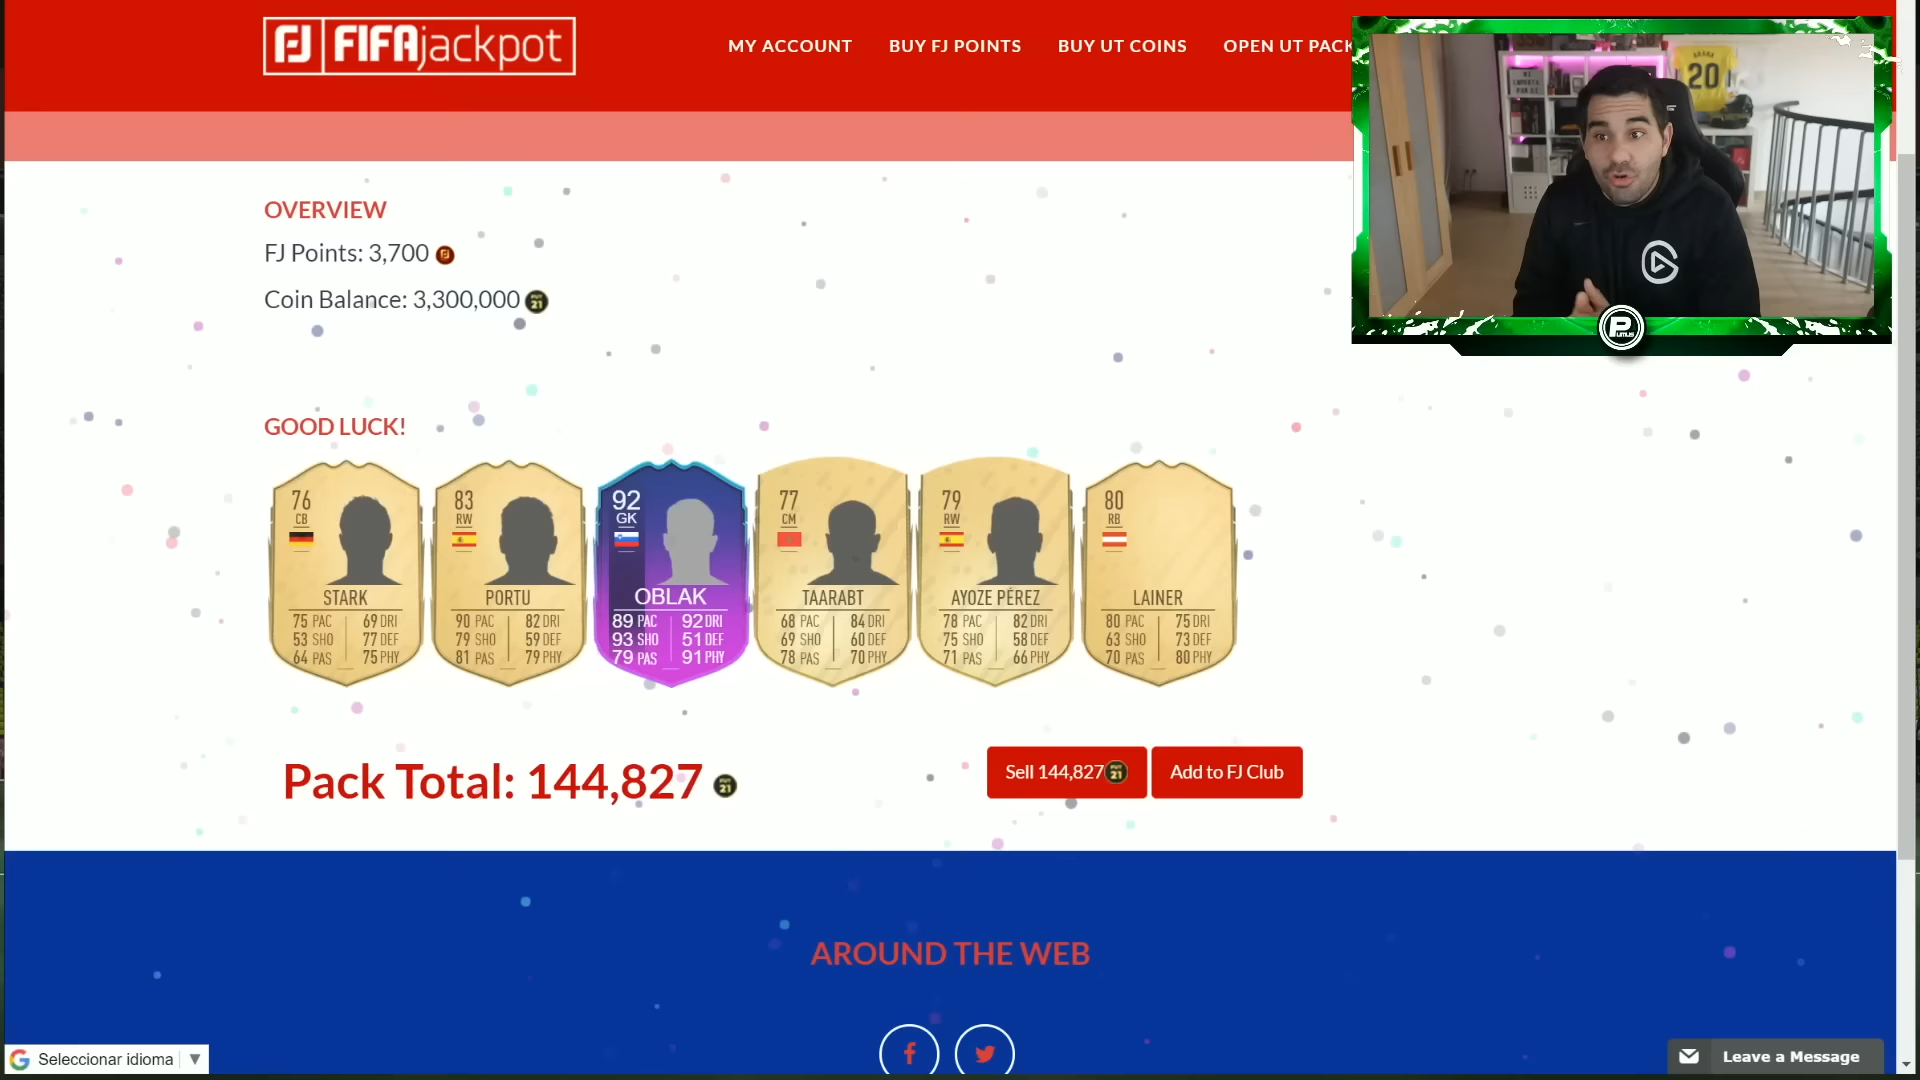 FJ FIFAjackpot
MY ACCOUNT
BUY FJ POINTS
BUY UT COINS
OPEN UT PACK
20
OVERVIEW
FJ Points: 3,700
Coin Balance: 3,300,000
21
GOOD LUCK!
76
CB
STARK
75 PAC 69 DRI
53 SHO 77 DEF
64 PAS 75 PHY
83
RW
PORTU
90 PAC 82 DRI
79 SHO 59 DEF
81 PAS 79 PHY
92
GK
OBLAK
89 PAC 92 DRI
93 SHO 51 DEF
79 PAS 91 PHY
77
CM
TAARABT
68 PAC 84 DRI
69 SHO 60 DEF
78 PAS 70 PHY
79
RW
AYOZE PÉREZ
78 PAC 82 DRI
75 SHO 58 DEF
71 PAS 66 PHY
80
RB
LAINER
80 PAC 75 DRI
63 SHO 73 DEF
70 PAS 80 PHY
Pack Total: 144,827
21
Sell 144,827 21
Add to FJ Club
AROUND THE WEB
Seleccionar idioma ▼
Leave a Message